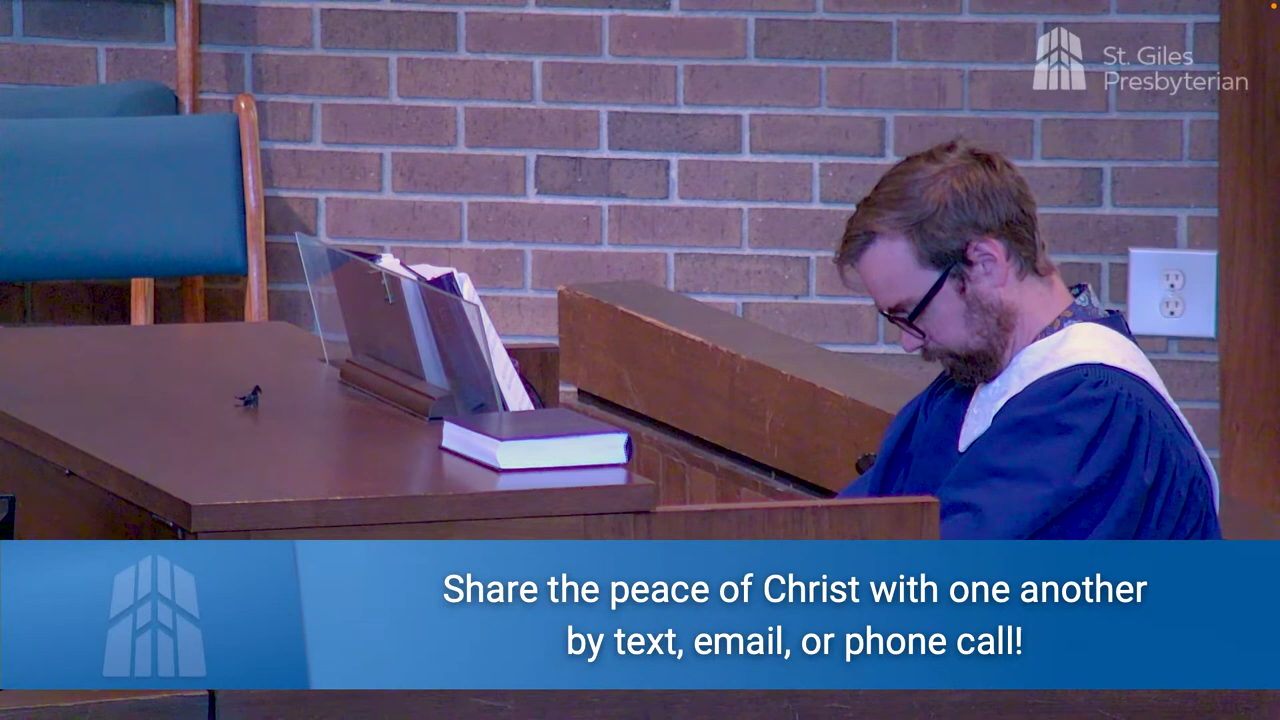 St. Giles
Presbyterian
Share the peace of Christ with one another
by text, email, or phone call!